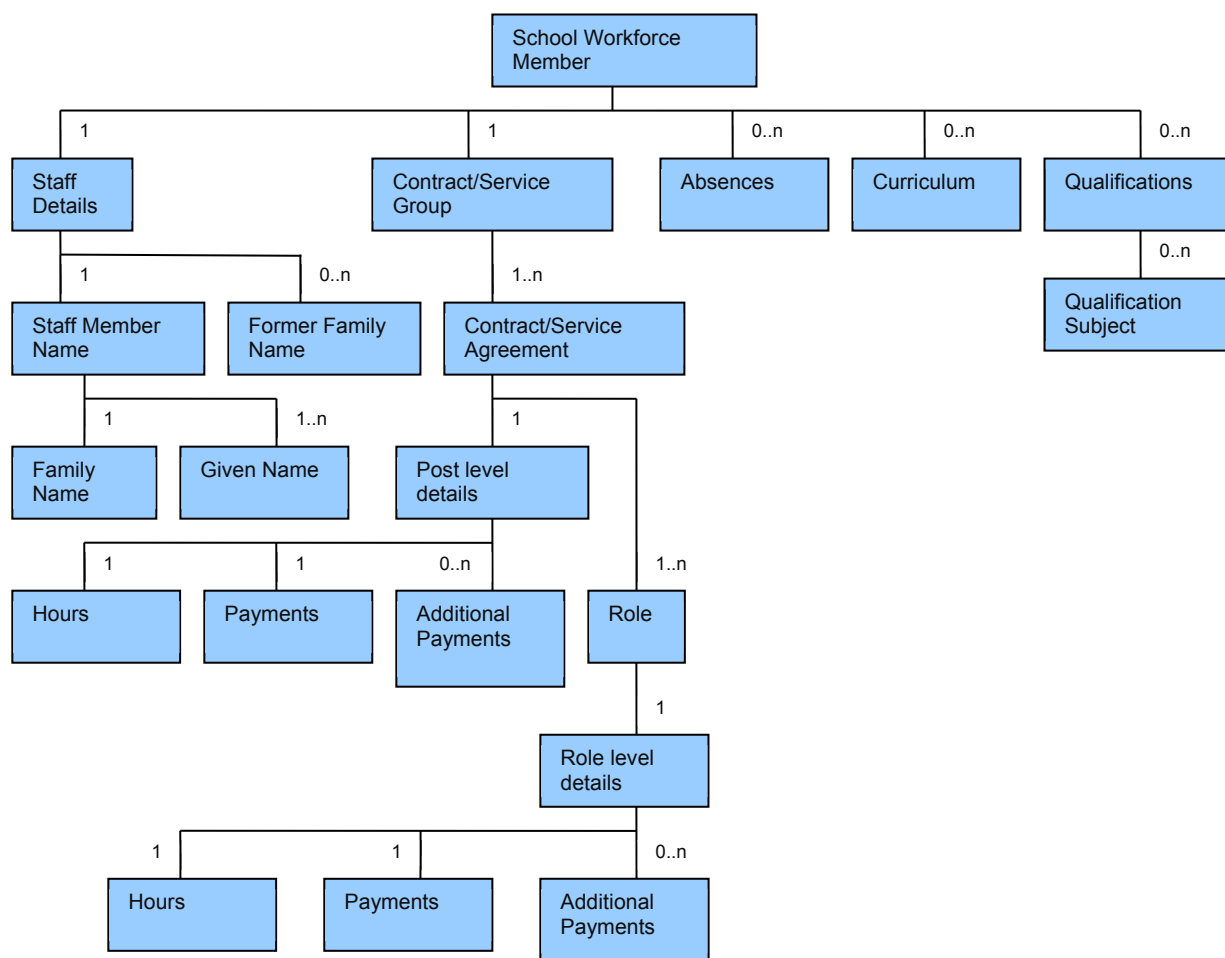 School Workforce
Member
1
1
0..n
0..n
0..n
Staff
Details
Contract/Service
Group
Absences
Curriculum
Qualifications
1
0..n
1..n
0..n
Staff Member
Name
Former Family
Name
Contract/Service
Agreement
Qualification
Subject
1
1..n
1
Family
Name
Given Name
Post level
details
1
1
0..n
1..n
Hours
Payments
Additional
Payments
Role
1
Role level
details
1
1
0..n
Hours
Payments
Additional
Payments